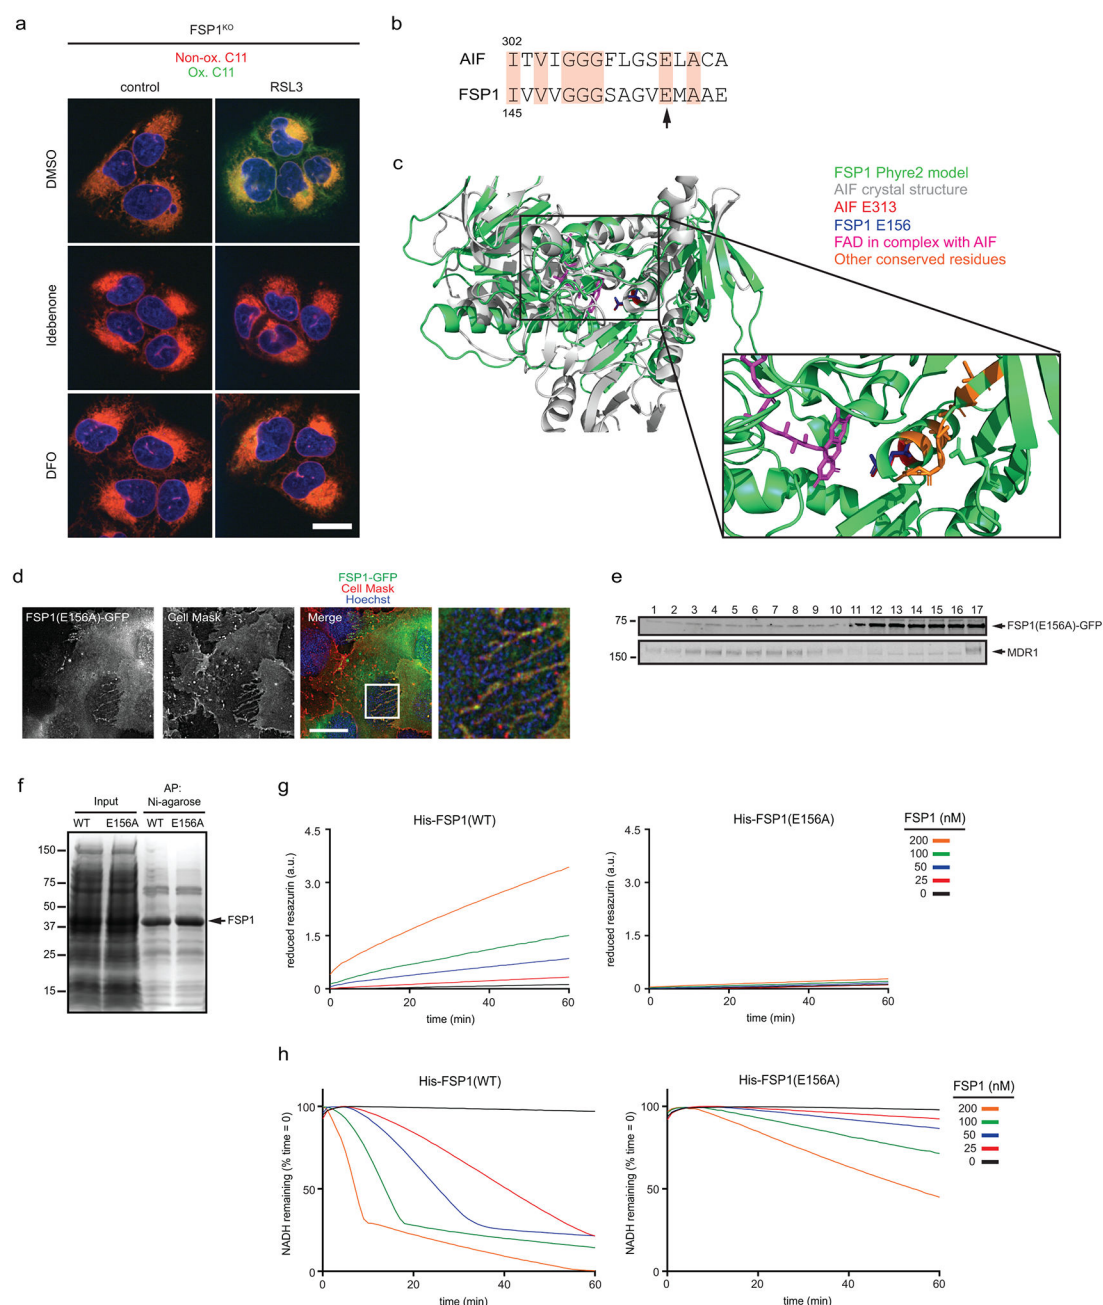 a
FSP1KO
Non-ox. C11
Ox. C11
control
RSL3
DMSO
Idebenone
DFO
b
302
AIF ITVIGGGFLGSELACA
FSP1 IVVVGGGSAGVEMAAE
145
c
FSP1 Phyre2 model
AIF crystal structure
AIF E313
FSP1 E156
FAD in complex with AIF
Other conserved residues
d
FSP1-GFP
Cell Mask
Hoechst
FSP1(E156A)-GFP
Cell Mask
Merge
e
1 2 3 4 5 6 7 8 9 10 11 12 13 14 15 16 17
75
FSP1(E156A)-GFP
150
MDR1
f
AP:
Input Ni-agarose
WT E156A WT E156A
150
75
50
37
25
15
FSP1
g
His-FSP1(WT)
reduced resazurin (a.u.)
4.5
3.0
1.5
0
0 20 40 60
time (min)
His-FSP1(E156A)
reduced resazurin (a.u.)
4.5
3.0
1.5
0
0 20 40 60
time (min)
FSP1 (nM)
200
100
50
25
0
h
His-FSP1(WT)
NADH remaining (% time = 0)
100
50
0
0 20 40 60
time (min)
His-FSP1(E156A)
NADH remaining (% time = 0)
100
50
0
0 20 40 60
time (min)
FSP1 (nM)
200
100
50
25
0